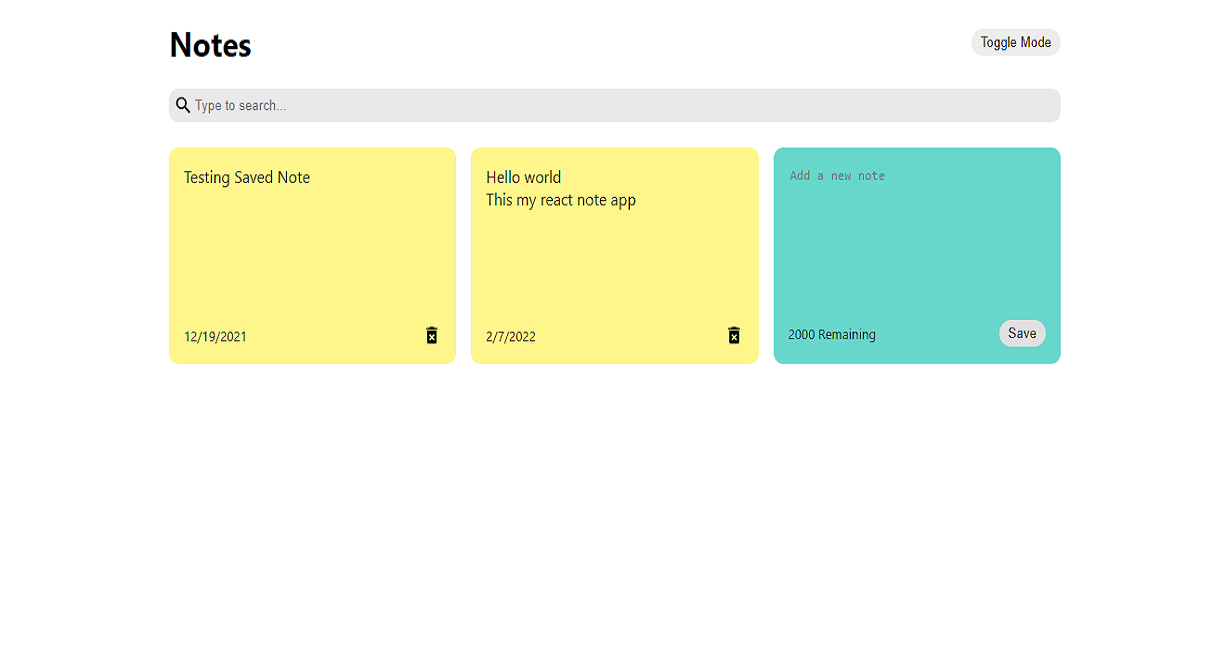 Notes
Toggle Mode
Type to search...
Testing Saved Note
12/19/2021
Hello world
This my react note app
2/7/2022
Add a new note
2000 Remaining
Save